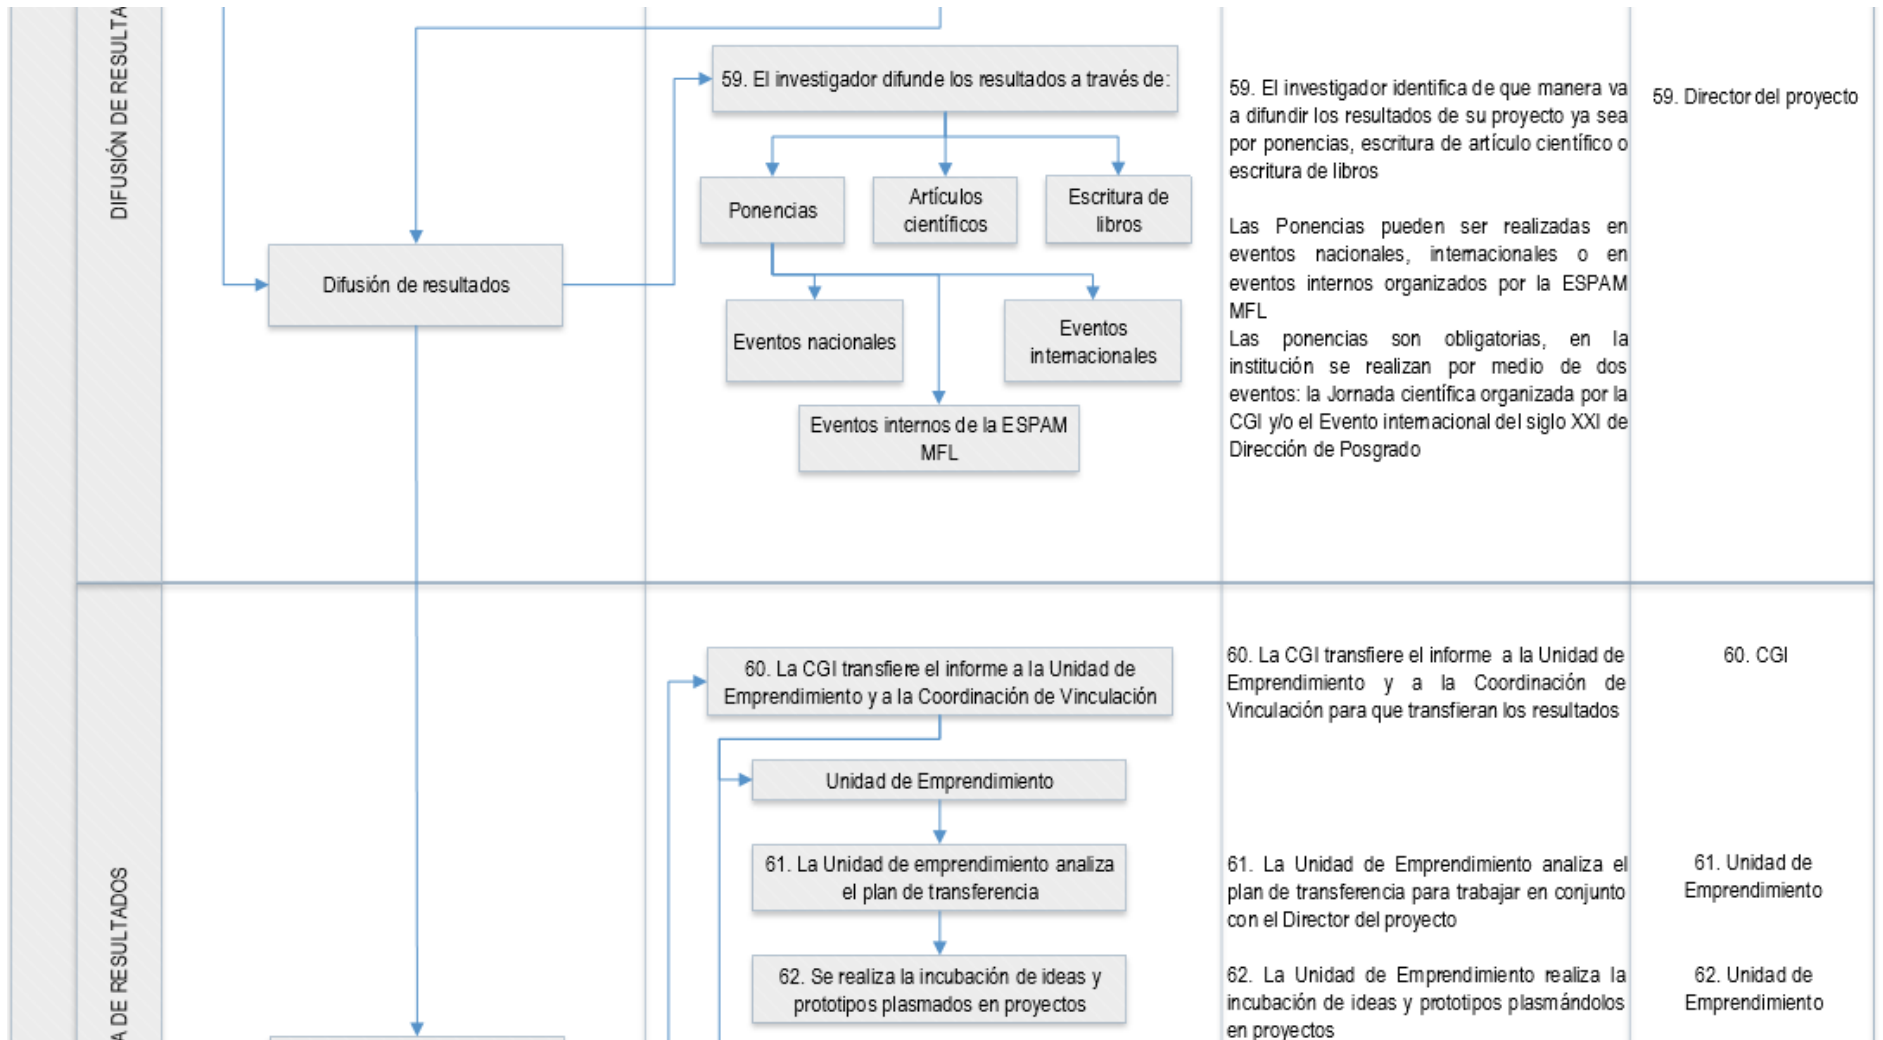 DIFUSIÓN DE RESULTA
59. El investigador difunde los resultados a través de:
Ponencias
Artículos
científicos
Escritura de
libros
Difusión de resultados
Eventos nacionales
Eventos
internacionales
Eventos internos de la ESPAM
MFL
59. El investigador identifica de que manera va
a difundir los resultados de su proyecto ya sea
por ponencias, escritura de artículo científico o
escritura de libros
Las Ponencias pueden ser realizadas en
eventos nacionales, internacionales o en
eventos internos organizados por la ESPAM
MFL
Las ponencias son obligatorias, en la
institución se realizan por medio de dos
eventos: la Jornada científica organizada por la
CGI y/o el Evento internacional del siglo XXI de
Dirección de Posgrado
59. Director del proyecto
A DE RESULTADOS
60. La CGI transfiere el informe a la Unidad de
Emprendimiento y a la Coordinación de Vinculación
Unidad de Emprendimiento
61. La Unidad de emprendimiento analiza
el plan de transferencia
62. Se realiza la incubación de ideas y
prototipos plasmados en proyectos
60. La CGI transfiere el informe a la Unidad de
Emprendimiento y a la Coordinación de
Vinculación para que transfieran los resultados
60. CGI
61. La Unidad de Emprendimiento analiza el
plan de transferencia para trabajar en conjunto
con el Director del proyecto
61. Unidad de
Emprendimiento
62. La Unidad de Emprendimiento realiza la
incubación de ideas y prototipos plasmándolos
en proyectos
62. Unidad de
Emprendimiento